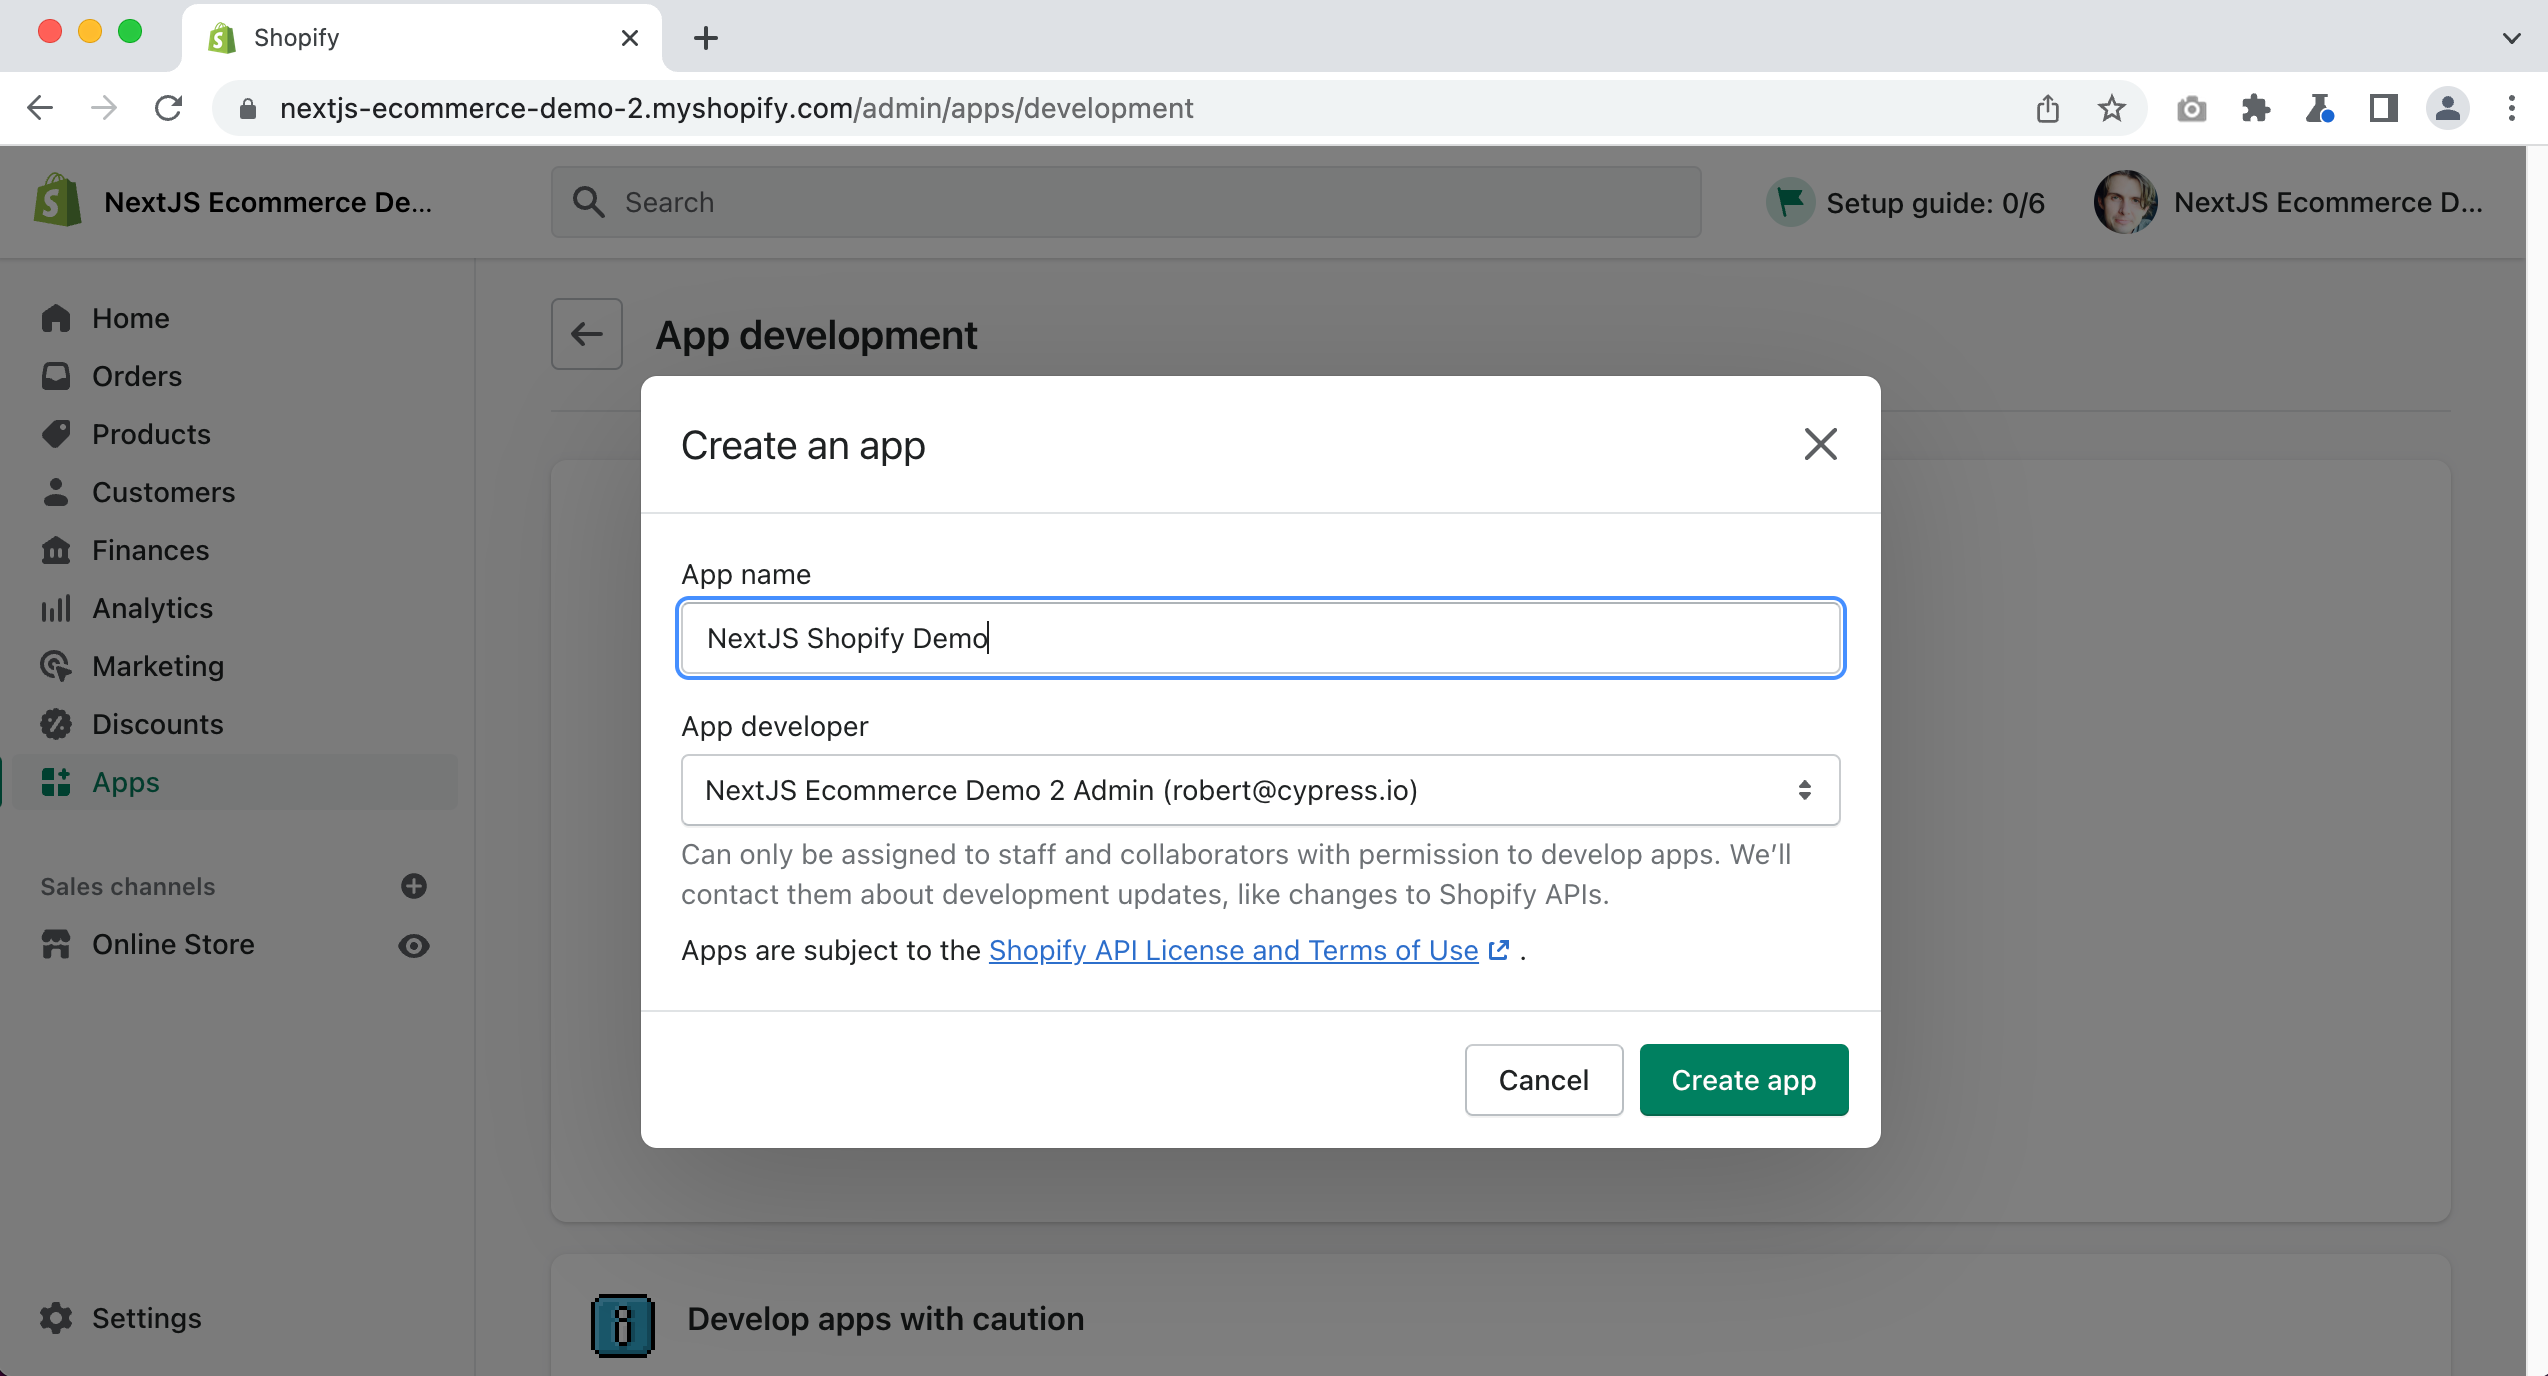 Shopify
nextjs-ecommerce-demo-2.myshopify.com/admin/apps/development
NextJS Ecommerce De...
Search
Setup guide: 0/6
NextJS Ecommerce D...
Home
Orders
Products
Customers
Finances
Analytics
Marketing
Discounts
Apps
Sales channels
Online Store
Settings
App development
Create an app
App name
NextJS Shopify Demo
App developer
NextJS Ecommerce Demo 2 Admin (robert@cypress.io)
Can only be assigned to staff and collaborators with permission to develop apps. We’ll
contact them about development updates, like changes to Shopify APIs.
Apps are subject to the Shopify API License and Terms of Use .
Cancel
Create app
Develop apps with caution